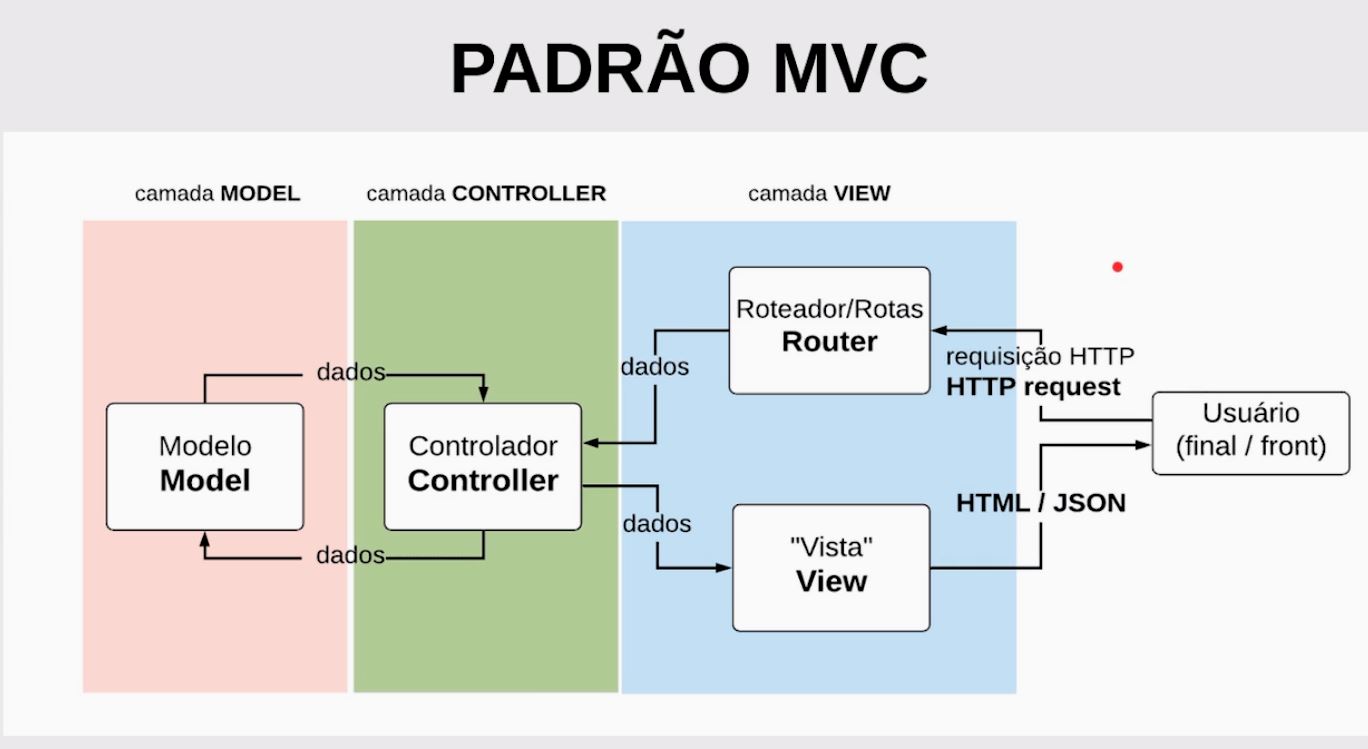 PADRÃO MVC
camada MODEL
camada CONTROLLER
camada VIEW
Roteador/Rotas
Router
requisição HTTP
HTTP request
dados
dados
Usuário
(final / front)
Modelo
Model
Controlador
Controller
HTML / JSON
dados
dados
"Vista"
View